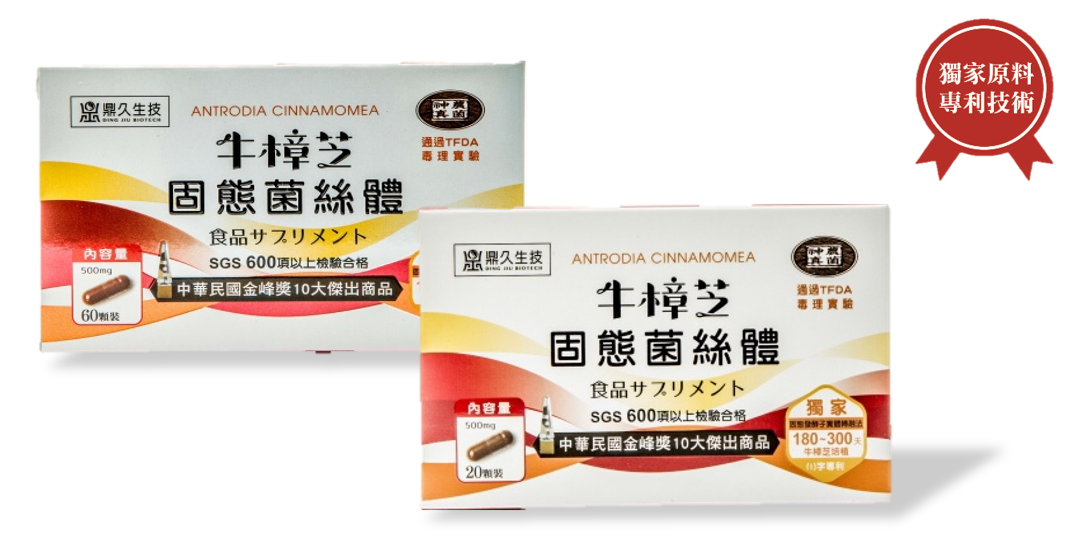 獨家原料
專利技術
鼎久生技
DING JIU BIOTECH
ANTRODIA CINNAMOMEA
神農
真菌
通過TFDA
毒理實驗
牛樟芝
固態菌絲體
食品サプリメント
SGS 600項以上檢驗合格
內容量
500mg
60顆裝
中華民國金峰獎10大傑出商品
鼎久生技
DING JIU BIOTECH
ANTRODIA CINNAMOMEA
神農
真菌
通過TFDA
毒理實驗
牛樟芝
固態菌絲體
食品サプリメント
SGS 600項以上檢驗合格
內容量
500mg
20顆裝
中華民國金峰獎10大傑出商品
獨家
180~300天
牛樟芝培植